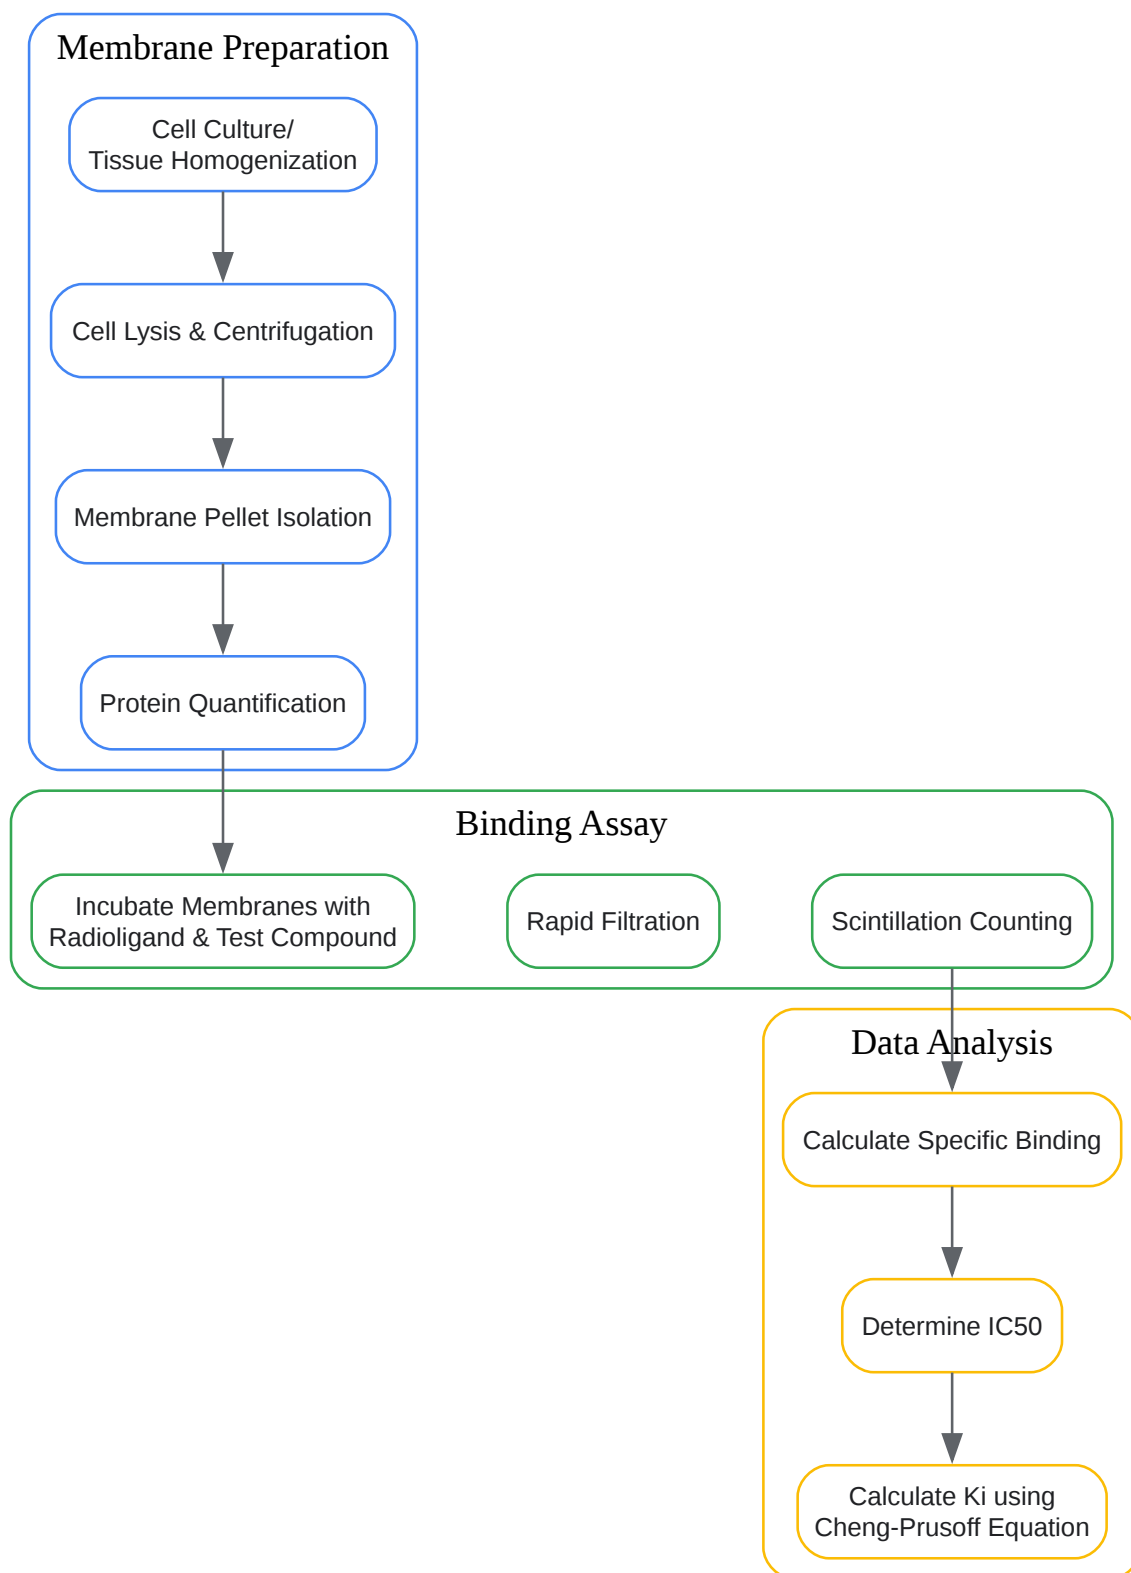 Membrane Preparation
Cell Culture/
Tissue Homogenization
Cell Lysis & Centrifugation
Membrane Pellet Isolation
Protein Quantification
Binding Assay
Incubate Membranes with
Radioligand & Test Compound
Rapid Filtration
Scintillation Counting
Data Analysis
Calculate Specific Binding
Determine IC50
Calculate Ki using
Cheng-Prusoff Equation